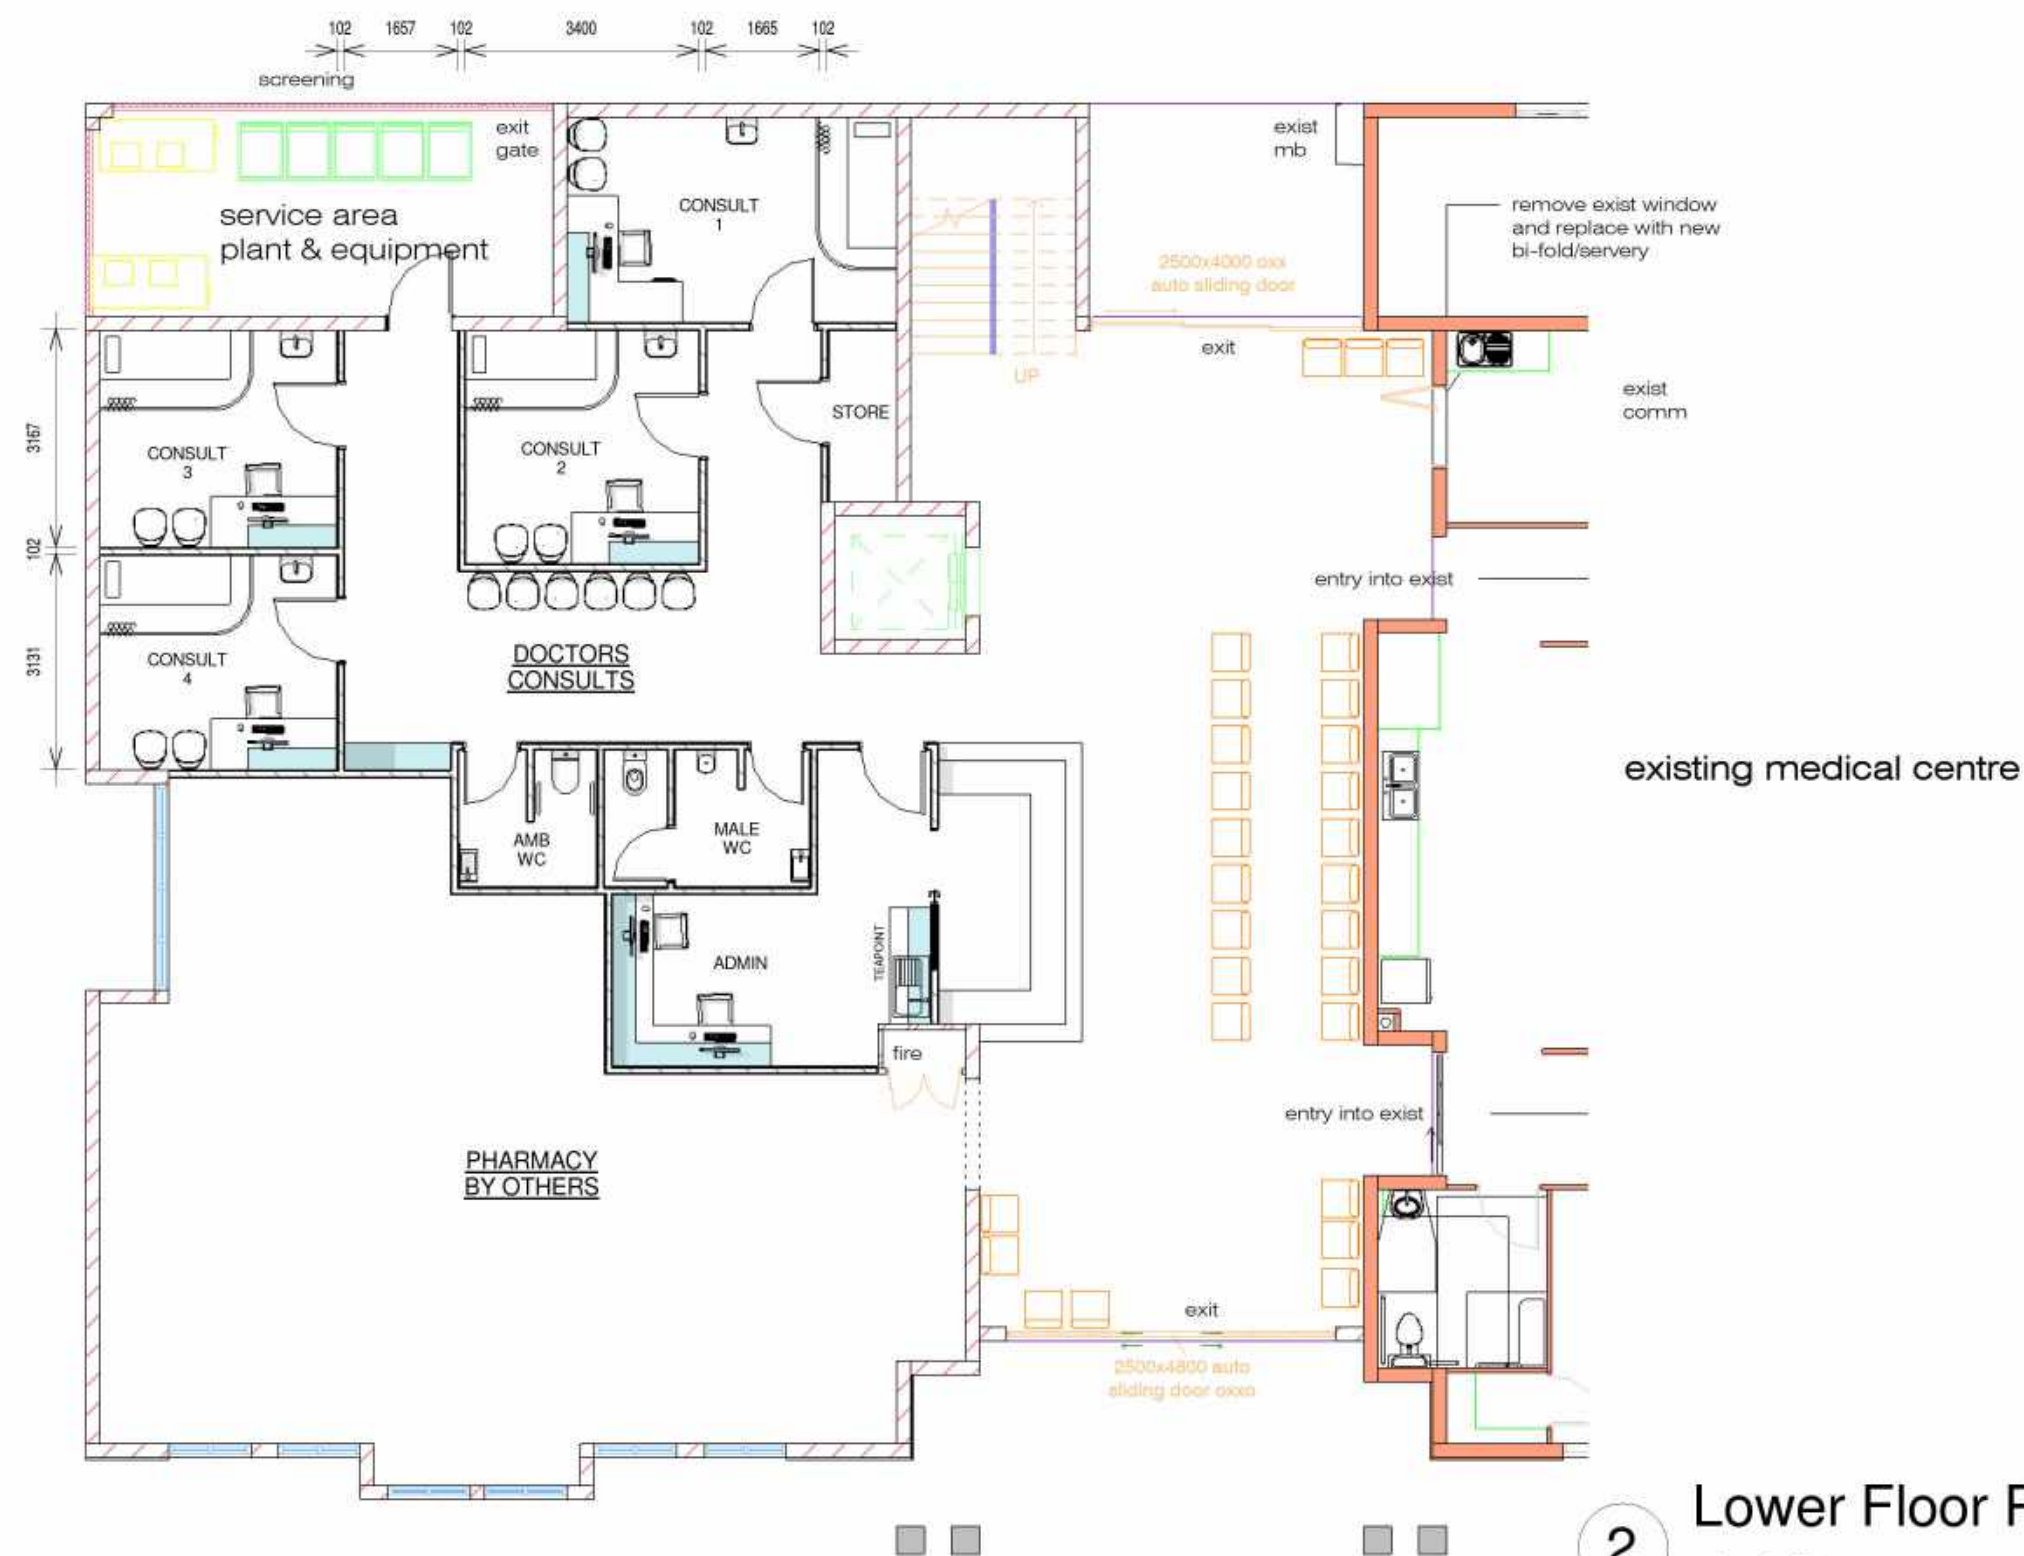 102 1657 102 3400 102 1665 102
screening
exit
gate
exist
mb
service area
plant & equipment
CONSULT
1
remove exist window
and replace with new
bi-fold/servery
2500x4000 oxx
auto sliding door
exit
UP
exist
comm
STORE
3167
CONSULT
3
CONSULT
2
102
entry into exist
3131
CONSULT
4
DOCTORS
CONSULTS
existing medical centre
AMB
WC
MALE
WC
ADMIN
TEAPOINT
fire
entry into exist
PHARMACY
BY OTHERS
exit
2500x4800 auto
sliding door oxxo
Lower Floor P
2